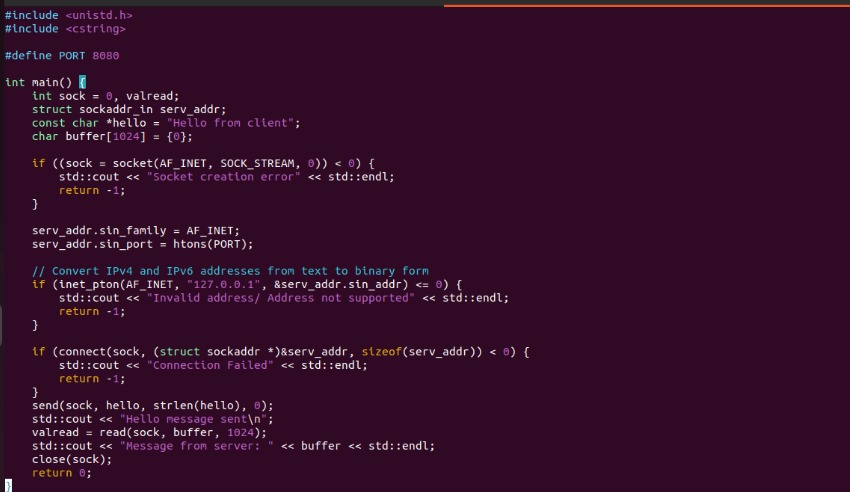 #include <unistd.h>
#include <cstring>

#define PORT 8080

int main() {
    int sock = 0, valread;
    struct sockaddr_in serv_addr;
    const char *hello = "Hello from client";
    char buffer[1024] = {0};

    if ((sock = socket(AF_INET, SOCK_STREAM, 0)) < 0) {
        std::cout << "Socket creation error" << std::endl;
        return -1;
    }

    serv_addr.sin_family = AF_INET;
    serv_addr.sin_port = htons(PORT);

    // Convert IPv4 and IPv6 addresses from text to binary form
    if (inet_pton(AF_INET, "127.0.0.1", &serv_addr.sin_addr) <= 0) {
        std::cout << "Invalid address/ Address not supported" << std::endl;
        return -1;
    }

    if (connect(sock, (struct sockaddr *)&serv_addr, sizeof(serv_addr)) < 0) {
        std::cout << "Connection Failed" << std::endl;
        return -1;
    }
    send(sock, hello, strlen(hello), 0);
    std::cout << "Hello message sent\n";
    valread = read(sock, buffer, 1024);
    std::cout << "Message from server: " << buffer << std::endl;
    close(sock);
    return 0;
}